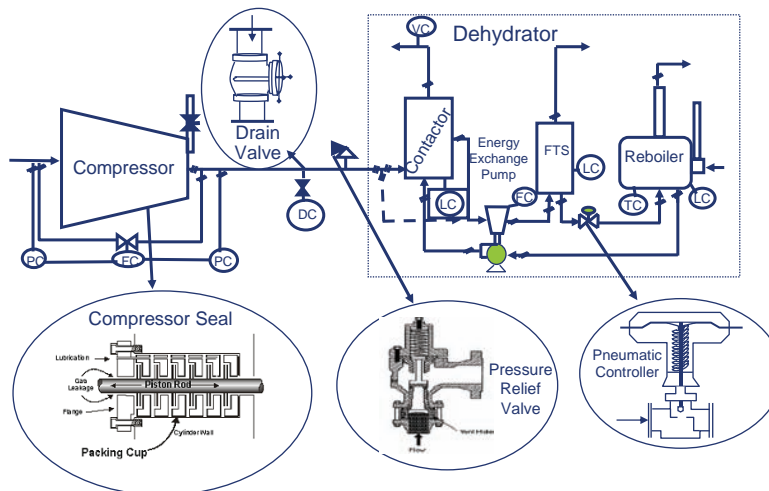 VC
Dehydrator
Drain
Valve
Compressor
Contactor
Energy
Exchange
Pump
FTS
Reboiler
LC
LC
FC
TC
LC
DC
PC
FC
PC
Compressor Seal
Lubrication
Gas
Leakage
Piston Rod
Flange
Cylinder Wall
Packing Cup
Pressure
Relief
Valve
Flow
Pneumatic
Controller